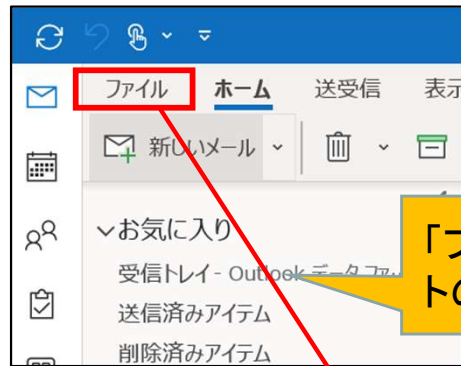 ファイル ホーム 送受信 表示
新しいメール
お気に入り
受信トレイ - Outlook データ ファ
「フ
送信済みアイテム
トの
削除済みアイテム